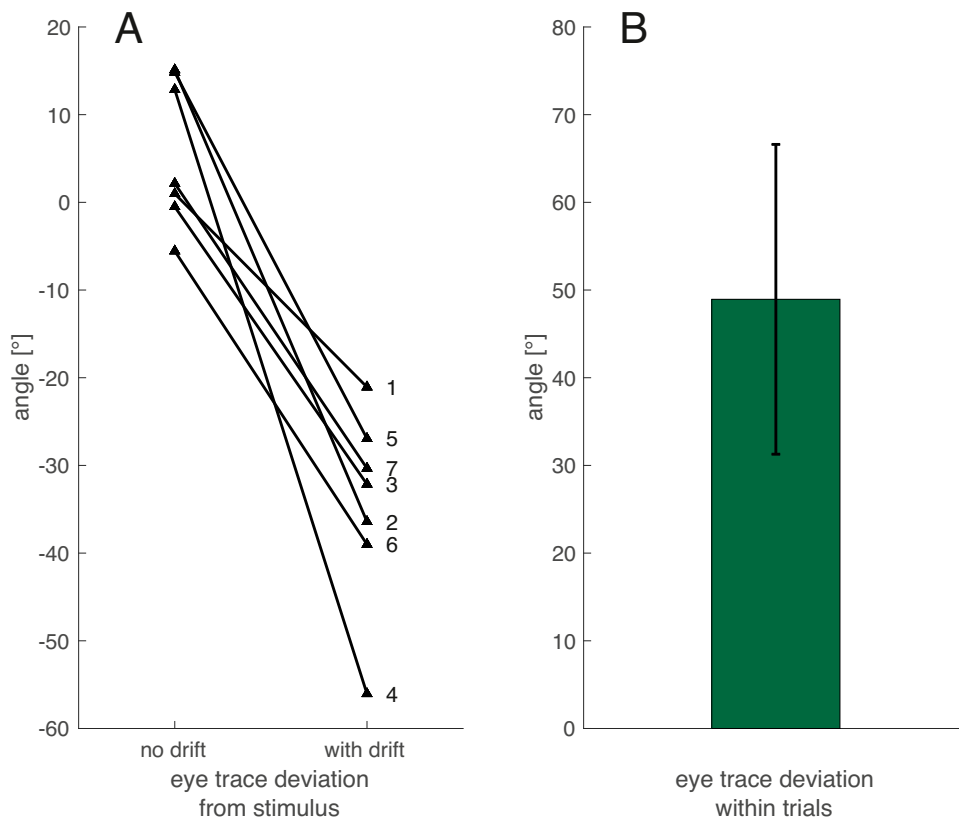 A
20
10
0
-10
-20
-30
-40
-50
-60
angle [°]
1
5
7
3
2
6
4
no drift
with drift
eye trace deviation
from stimulus
B
80
70
60
50
40
30
20
10
0
angle [°]
eye trace deviation
within trials